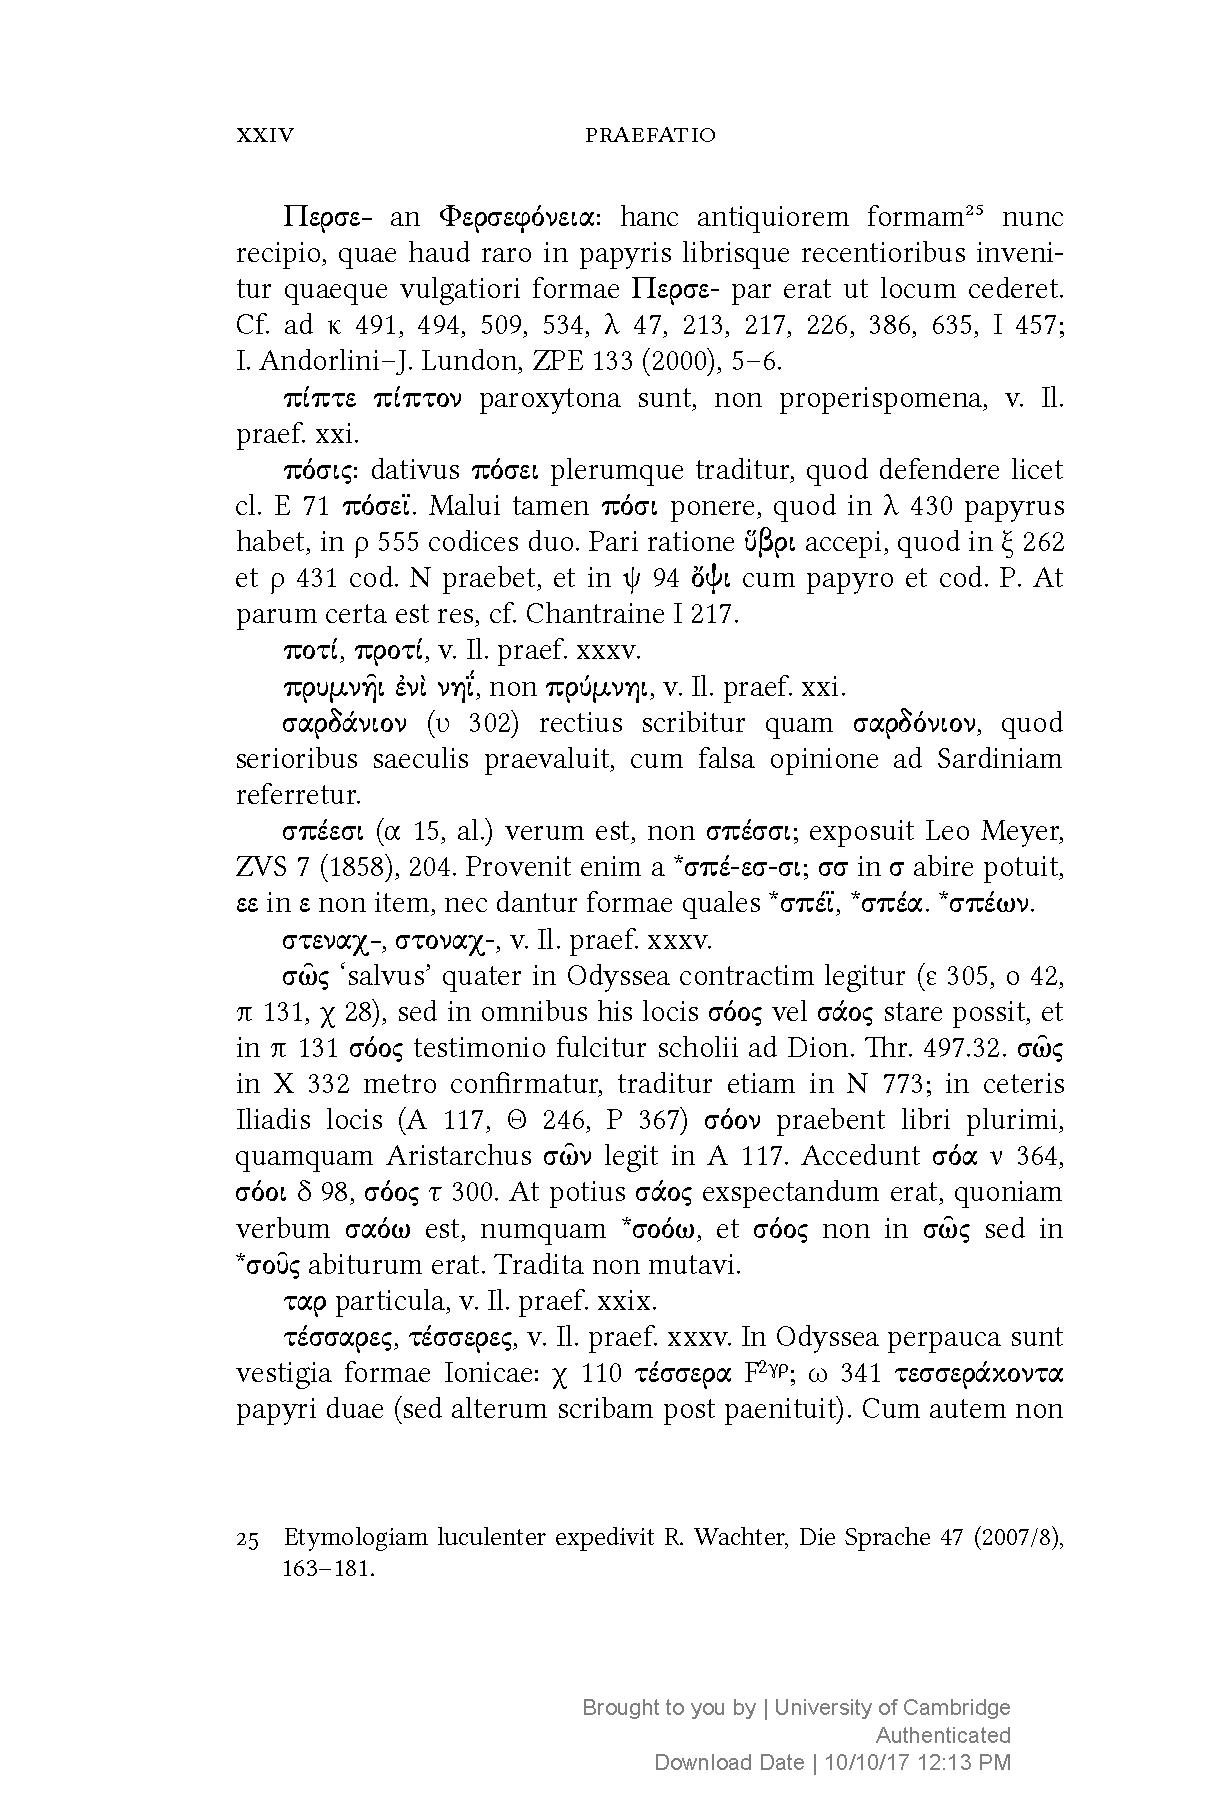 XXIV PRAEFATIO
Περσε- an Φερσεφόνεια: hanc antiquiorem formam²⁵ nunc
recipio, quae haud raro in papyris librisque recentioribus inveni-
tur quaeque vulgatiori formae Περσε- par erat ut locum cederet.
Cf. ad κ 491, 494, 509, 534, λ 47, 213, 217, 226, 386, 635, I 457;
I. Andorlini–J. Lundon, ZPE 133 (2000), 5–6.
πίπτε πίπτον paroxytona sunt, non properispomena, v. Il.
praef. xxi.
πόσις: dativus πόσει plerumque traditur, quod defendere licet
cl. E 71 πόσεϊ. Malui tamen πόσι ponere, quod in λ 430 papyrus
habet, in ρ 555 codices duo. Pari ratione ὕβρι accepi, quod in ξ 262
et ρ 431 cod. N praebet, et in ψ 94 ὄψι cum papyro et cod. P. At
parum certa est res, cf. Chantraine I 217.
ποτί, προτί, v. Il. praef. xxxv.
πρυμνῆι ἐνὶ νηΐ, non πρύμνηι, v. Il. praef. xxi.
σαρδάνιον (υ 302) rectius scribitur quam σαρδόνιον, quod
serioribus saeculis praevaluit, cum falsa opinione ad Sardiniam
referretur.
σπέεσι (α 15, al.) verum est, non σπέσσι; exposuit Leo Meyer,
ZVS 7 (1858), 204. Provenit enim a *σπέ-εσ-σι; σσ in σ abire potuit,
εε in ε non item, nec dantur formae quales *σπέϊ, *σπέα. *σπέων.
στεναχ-, στοναχ-, v. Il. praef. xxxv.
σῶς ‘salvus’ quater in Odyssea contractim legitur (ε 305, ο 42,
π 131, χ 28), sed in omnibus his locis σόος vel σάος stare possit, et
in π 131 σόος testimonio fulcitur scholii ad Dion. Thr. 497.32. σῶς
in X 332 metro confirmatur, traditur etiam in N 773; in ceteris
Iliadis locis (A 117, Θ 246, P 367) σόον praebent libri plurimi,
quamquam Aristarchus σῶν legit in A 117. Accedunt σόα ν 364,
σόοι δ 98, σόος τ 300. At potius σάος exspectandum erat, quoniam
verbum σαόω est, numquam *σοόω, et σόος non in σῶς sed in
*σοῦς abiturum erat. Tradita non mutavi.
ταρ particula, v. Il. praef. xxix.
τέσσαρες, τέσσερες, v. Il. praef. xxxv. In Odyssea perpauca sunt
vestigia formae Ionicae: χ 110 τέσσερα F²ᵞᵖ; ω 341 τεσσεράκοντα
papyri duae (sed alterum scribam post paenituit). Cum autem non
25 Etymologiam luculenter expedivit R. Wachter, Die Sprache 47 (2007/8),
163–181.
Brought to you by | University of Cambridge
Authenticated
Download Date | 10/10/17 12:13 PM